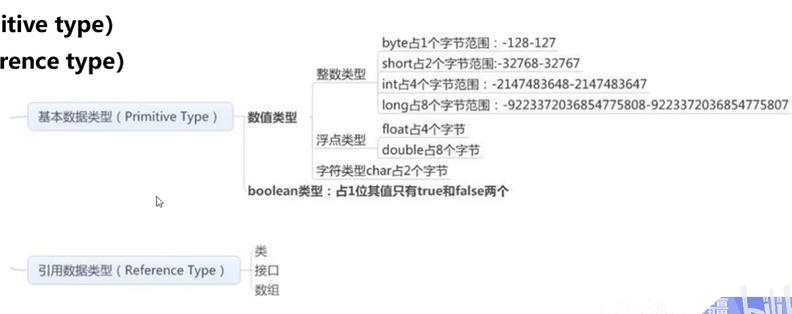 itive type)
rence type)
基本数据类型（Primitive Type）
数值类型
整数类型
byte占1个字节范围：-128-127
short占2个字节范围:-32768-32767
int占4个字节范围：-2147483648-2147483647
long占8个字节范围：-9223372036854775808-9223372036854775807
浮点类型
float占4个字节
double占8个字节
字符类型char占2个字节
boolean类型：占1位其值只有true和false两个
引用数据类型（Reference Type）
类
接口
数组